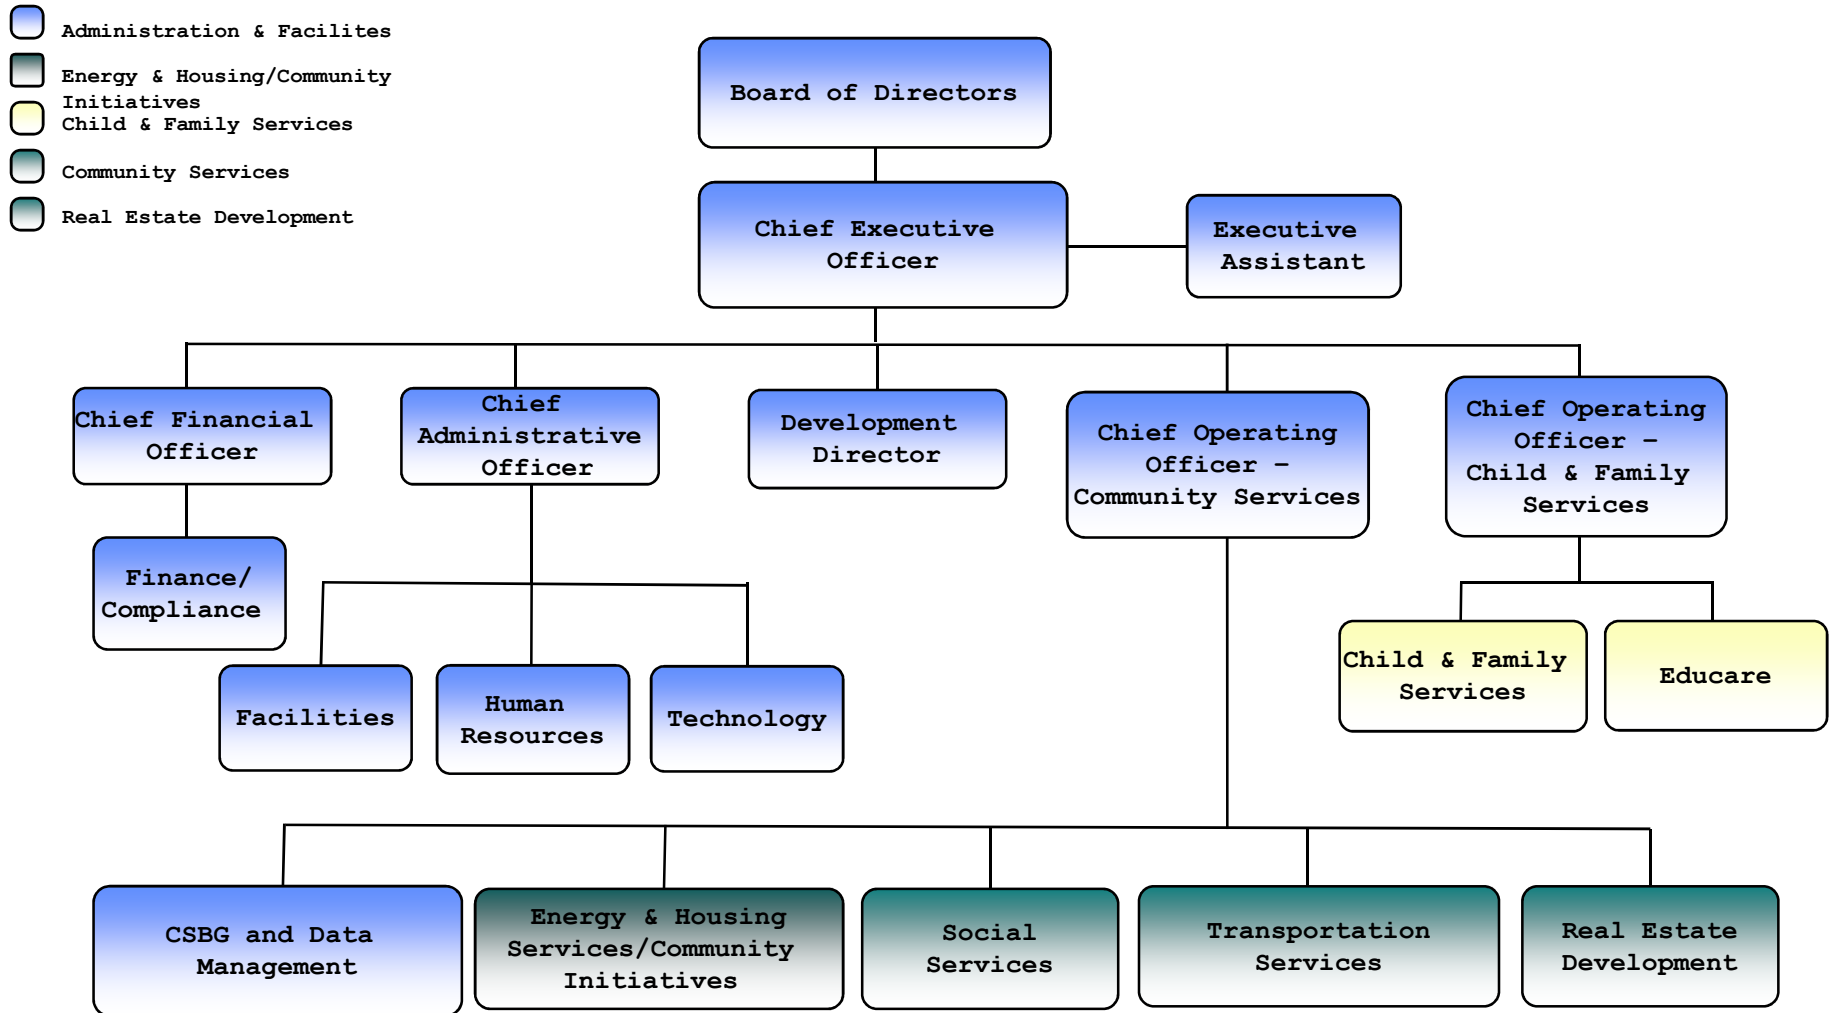 Administration & Facilites
Energy & Housing/Community
Initiatives
Child & Family Services
Community Services
Real Estate Development
Board of Directors
Chief Executive
Officer
Executive
Assistant
Chief Financial
Officer
Chief
Administrative
Officer
Development
Director
Chief Operating
Officer –
Community Services
Chief Operating
Officer –
Child & Family
Services
Finance/
Compliance
Facilities
Human
Resources
Technology
Child & Family
Services
Educare
CSBG and Data
Management
Energy & Housing
Services/Community
Initiatives
Social
Services
Transportation
Services
Real Estate
Development